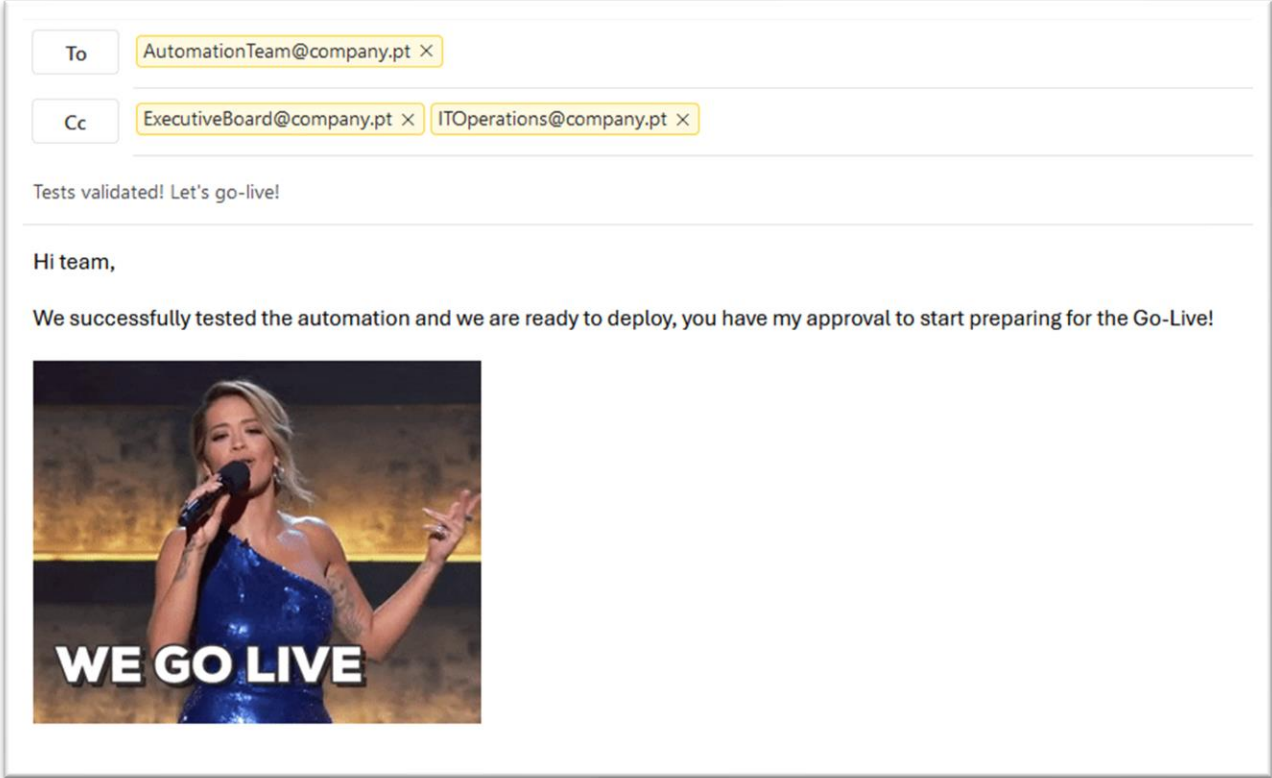 To
AutomationTeam@company.pt ×
Cc
ExecutiveBoard@company.pt × ITOperations@company.pt ×
Tests validated! Let's go-live!
Hi team,
We successfully tested the automation and we are ready to deploy, you have my approval to start preparing for the Go-Live!
WE GO LIVE